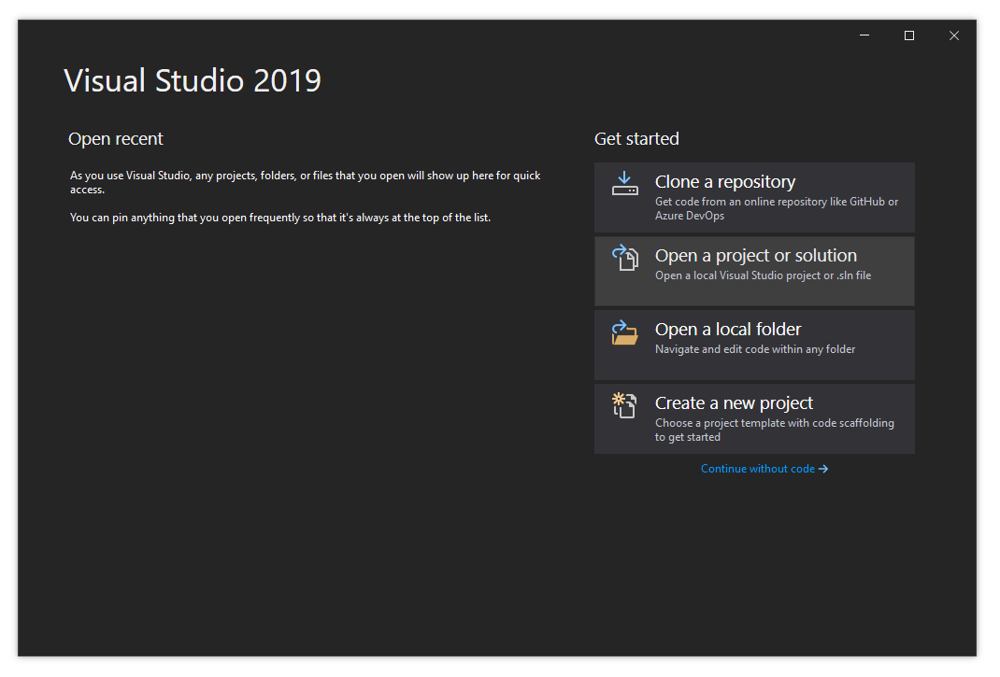 Visual Studio 2019
Open recent
As you use Visual Studio, any projects, folders, or files that you open will show up here for quick
access.
You can pin anything that you open frequently so that it's always at the top of the list.
Get started
Clone a repository
Get code from an online repository like GitHub or
Azure DevOps
Open a project or solution
Open a local Visual Studio project or .sln file
Open a local folder
Navigate and edit code within any folder
Create a new project
Choose a project template with code scaffolding
to get started
Continue without code →